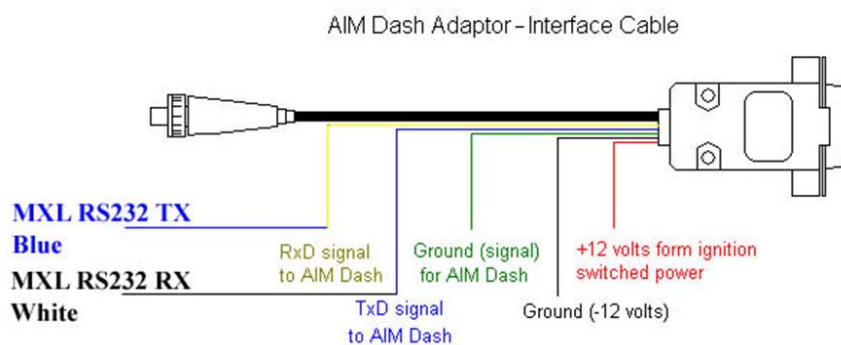 AIM Dash Adaptor - Interface Cable
MXL RS232 TX
Blue
MXL RS232 RX
White
RxD signal
to AIM Dash
TxD signal
to AIM Dash
Ground (signal)
for AIM Dash
Ground (-12 volts)
+12 volts form ignition
switched power